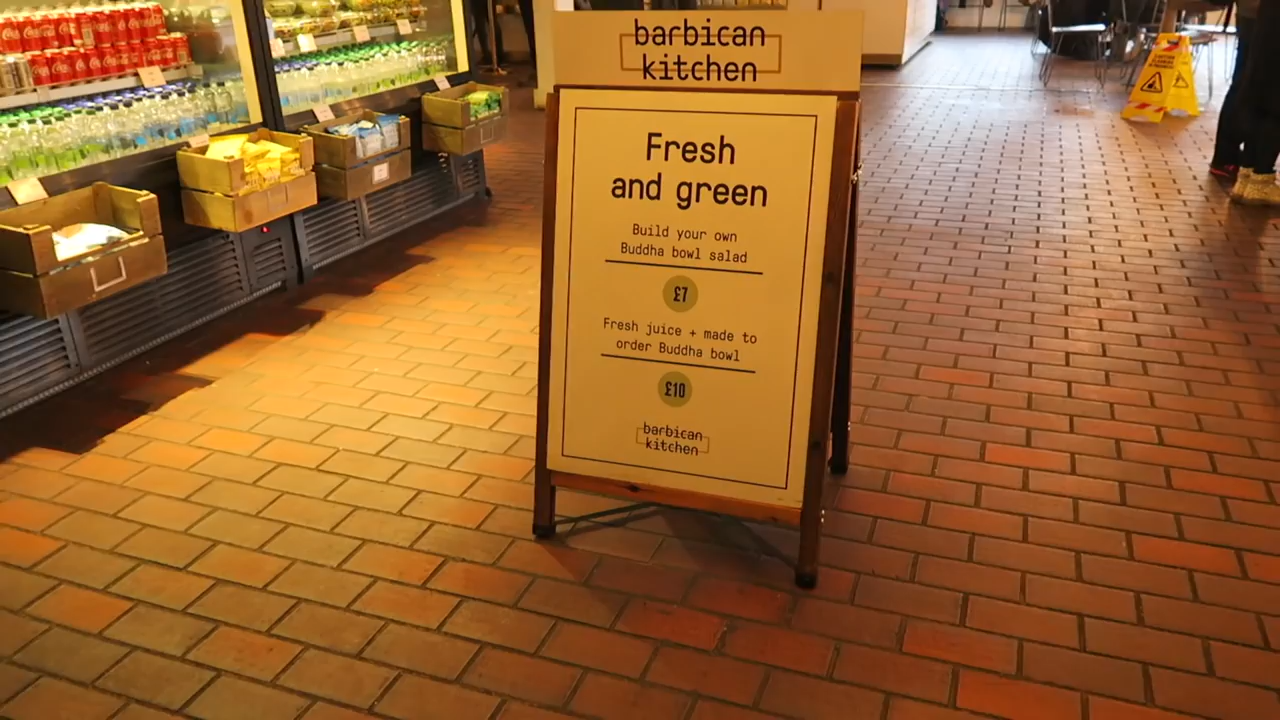 barbican
kitchen
Fresh
and green
Build your own
Buddha bowl salad
£7
Fresh juice + made to
order Buddha bowl
£10
barbican
kitchen